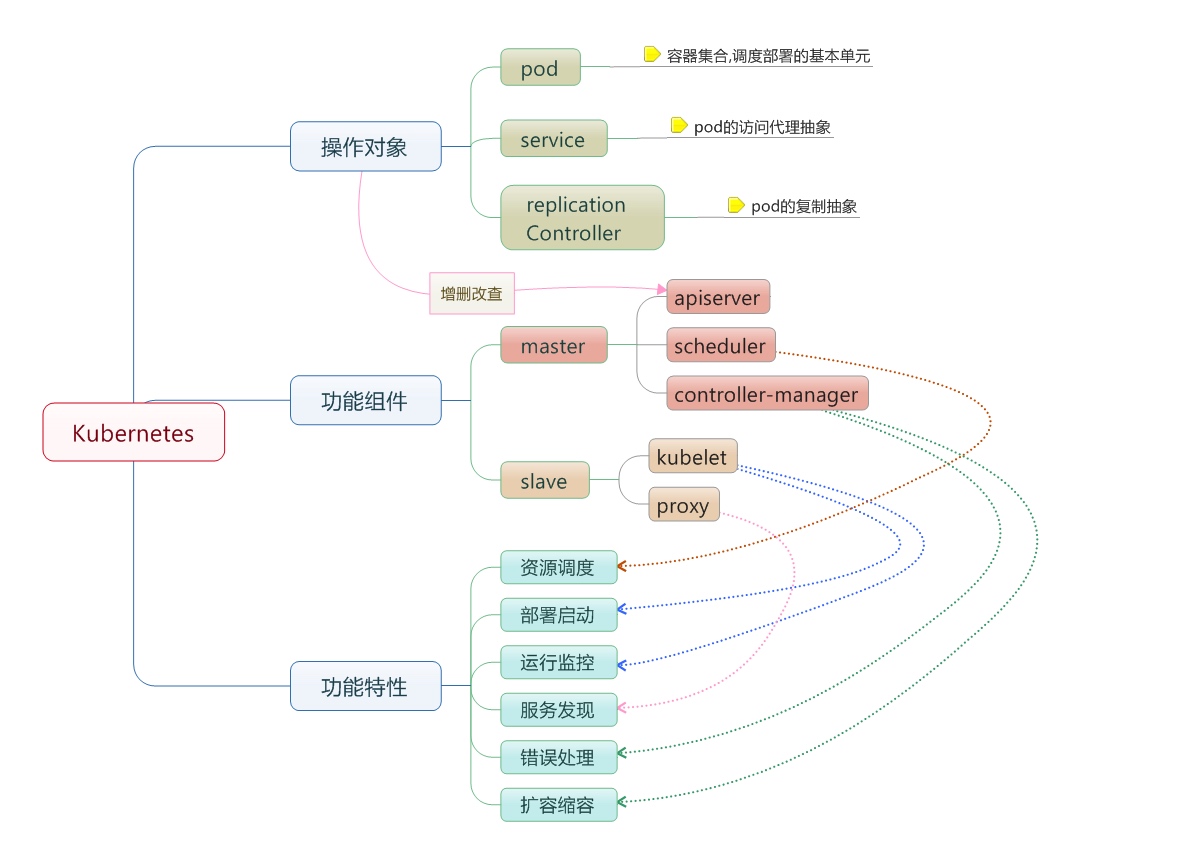 pod
容器集合,调度部署的基本单元
操作对象
service
pod的访问代理抽象
replication
Controller
pod的复制抽象
增删改查
apiserver
master
scheduler
controller-manager
功能组件
Kubernetes
slave
kubelet
proxy
资源调度
部署启动
运行监控
功能特性
服务发现
错误处理
扩容缩容